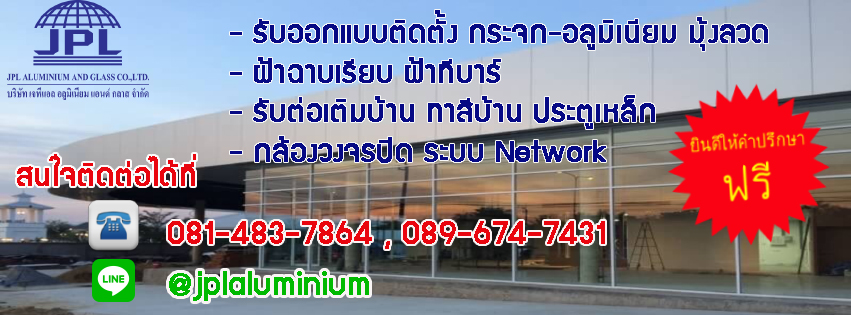 JPL
JPL ALUMINIUM AND GLASS CO.,LTD.
บริษัท เจพีแอล อลูมิเนียม แอนด์ กลาส จำกัด
- รับออกแบบติดตั้ง กระจก-อลูมิเนียม มุ้งลวด
- ฝ้าฉาบเรียบ ฝ้าทีบาร์
- รับต่อเติมบ้าน ทาสีบ้าน ประตูเหล็ก
- กล้องวงจรปิด ระบบ Network
ยินดีให้คำปรึกษา
ฟรี
สนใจติดต่อได้ที่
081-483-7864 , 089-674-7431
LINE
@jplaluminium